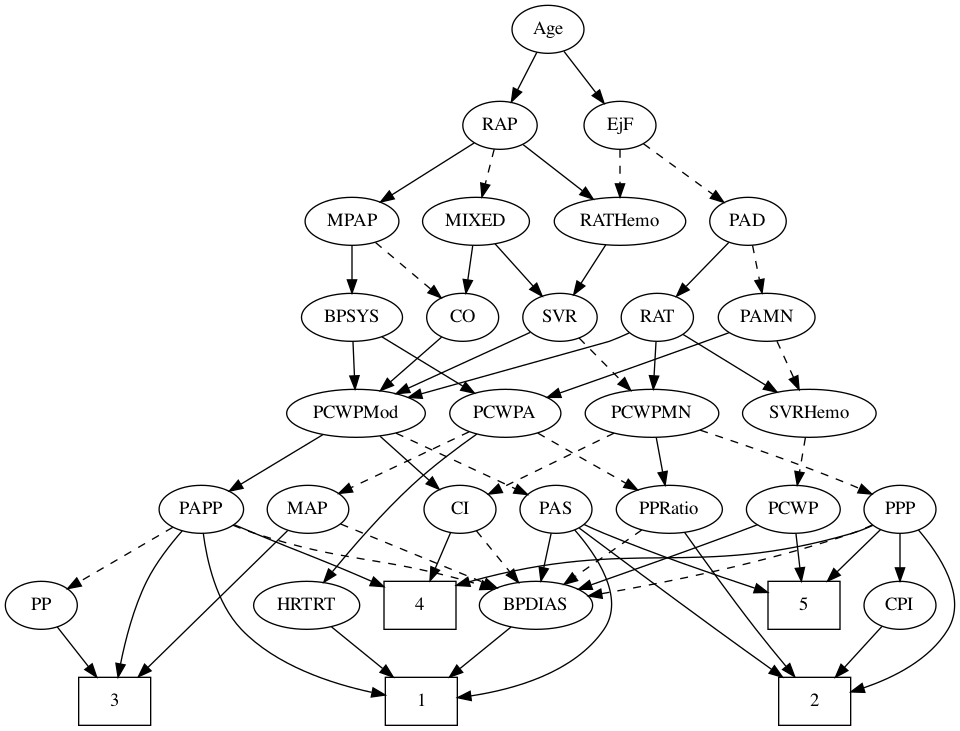 Age
RAP
EjF
MPAP
MIXED
RATHemo
PAD
BPSYS
CO
SVR
RAT
PAMN
PCWPMod
PCWPA
PCWPMN
SVRHemo
PAPP
MAP
CI
PAS
PPRatio
PCWP
PPP
PP
HRTRT
4
BPDIAS
5
CPI
3
1
2